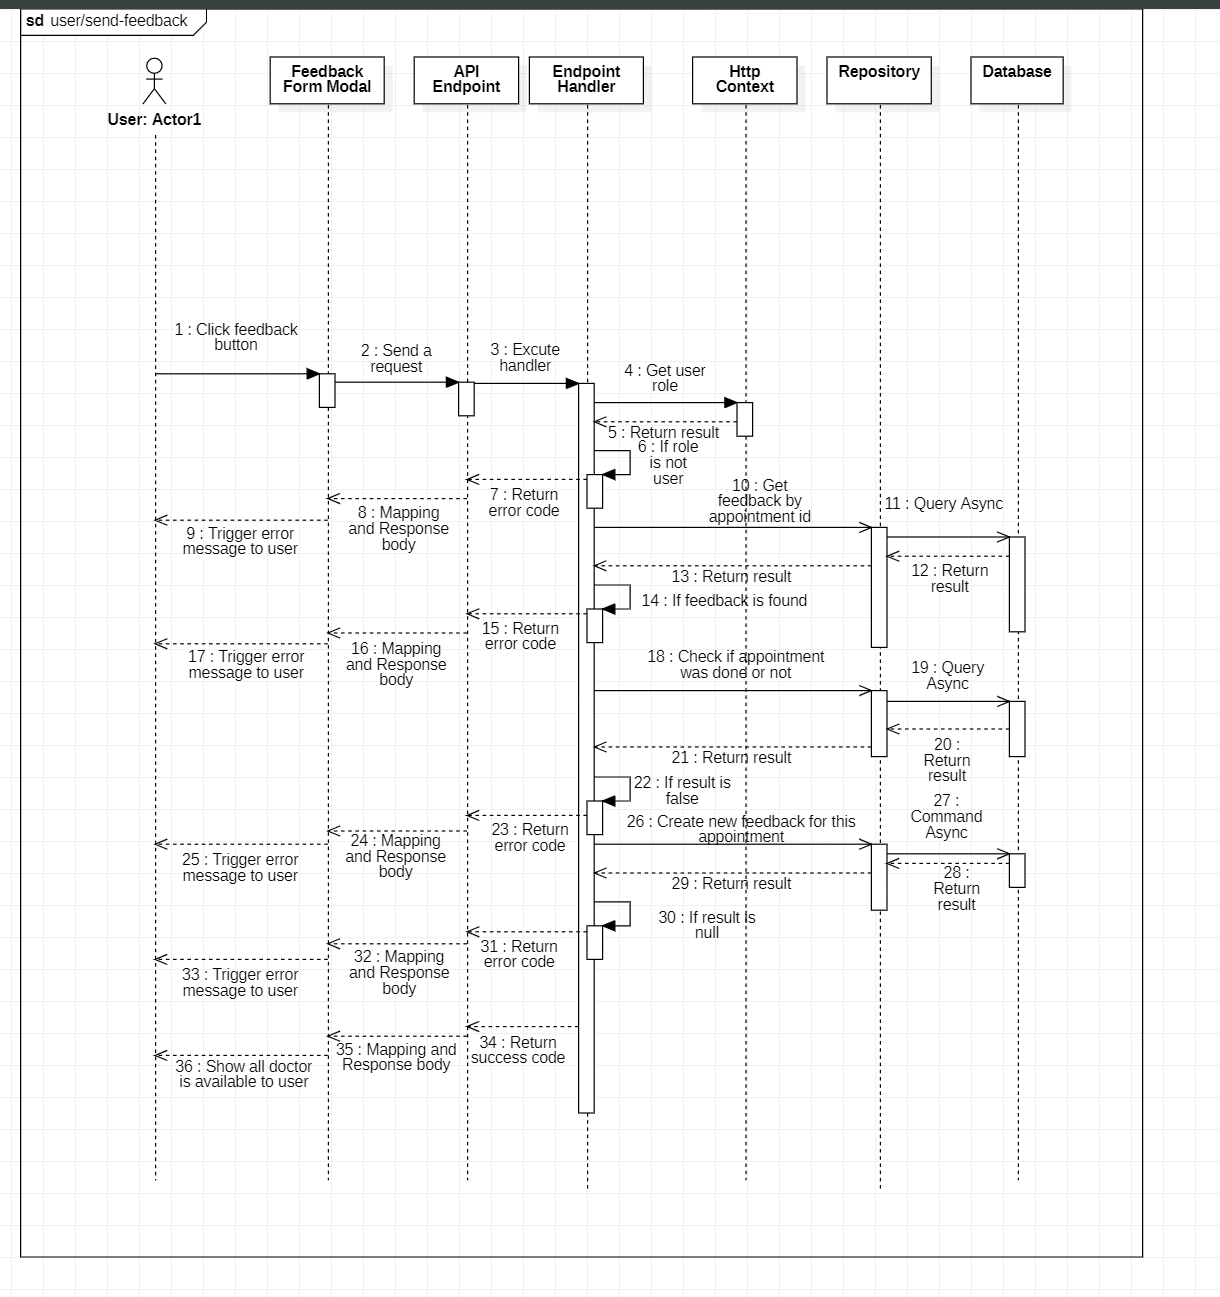 sd user/send-feedback
User: Actor1
Feedback
Form Modal
API
Endpoint
Endpoint
Handler
Http
Context
Repository
Database
1 : Click feedback
button
2 : Send a
request
3 : Excute
handler
4 : Get user
role
5 : Return result
6 : If role
is not
user
7 : Return
error code
8 : Mapping
and Response
body
9 : Trigger error
message to user
10 : Get
feedback by
appointment id
11 : Query Async
12 : Return
result
13 : Return result
14 : If feedback is found
15 : Return
error code
16 : Mapping
and Response
body
17 : Trigger error
message to user
18 : Check if appointment
was done or not
19 : Query
Async
20 :
Return
result
21 : Return result
22 : If result is
false
23 : Return
error code
24 : Mapping
and Response
body
25 : Trigger error
message to user
26 : Create new feedback for this
appointment
27 :
Command
Async
28 :
Return
result
29 : Return result
30 : If result is
null
31 : Return
error code
32 : Mapping
and Response
body
33 : Trigger error
message to user
34 : Return
success code
35 : Mapping and
Response body
36 : Show all doctor
is available to user